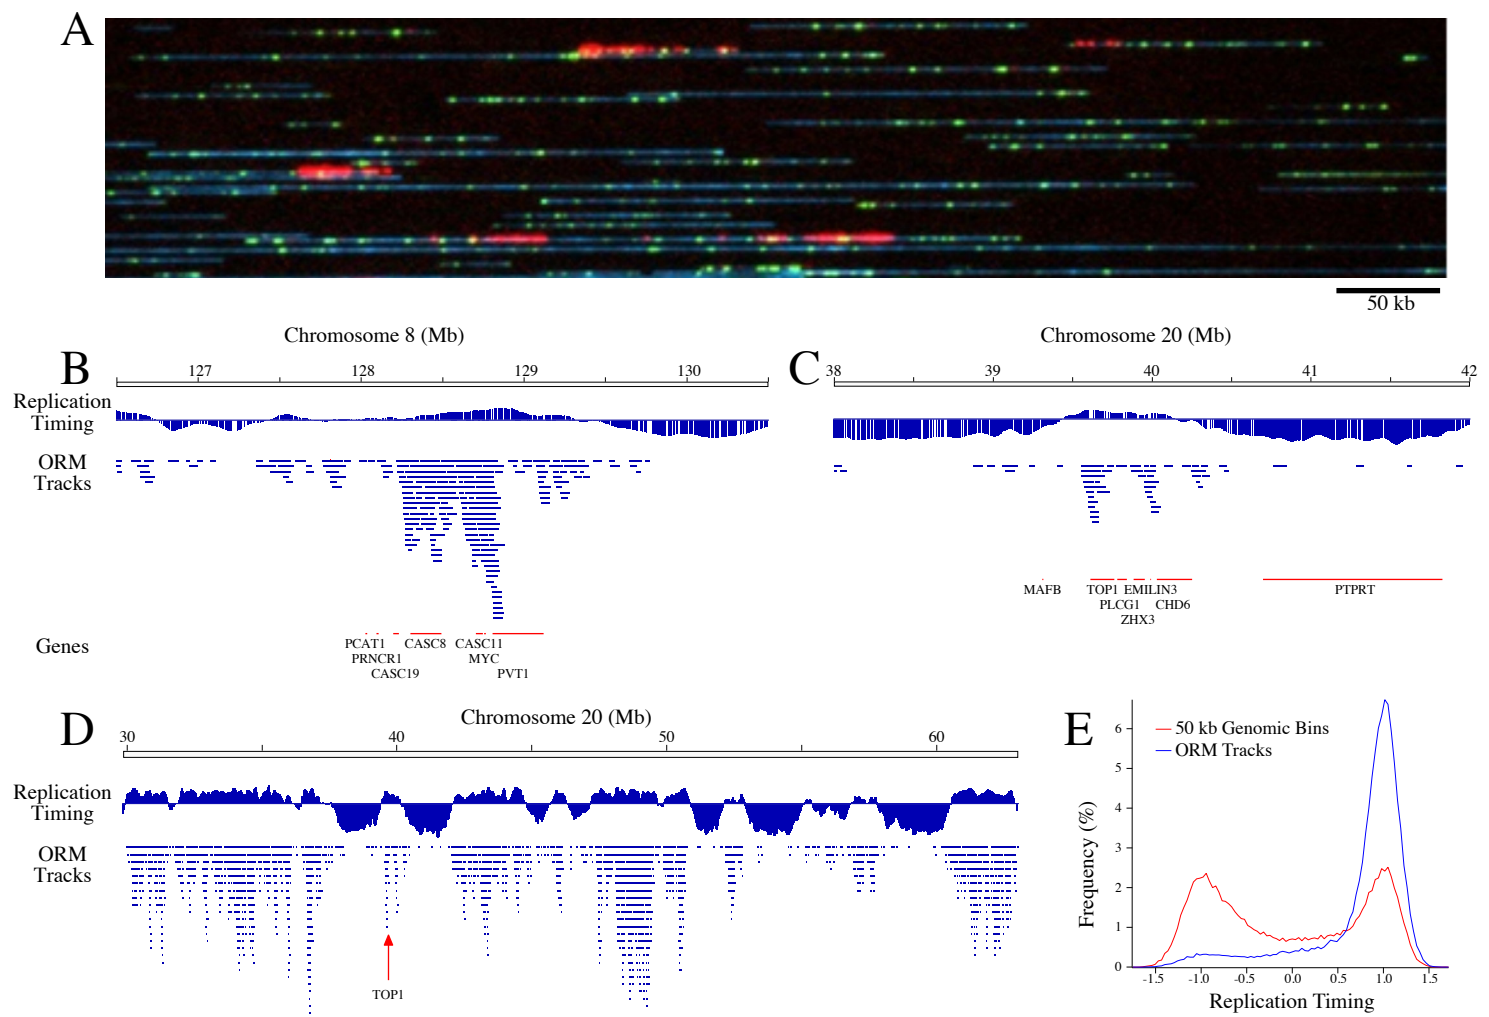 A
50 kb
Chromosome 8 (Mb)
B
127 128 129 130
Replication
Timing
ORM
Tracks
Genes
PCAT1 CASC8 CASC11
PRNCR1 MYC
CASC19 PVT1
Chromosome 20 (Mb)
C
38 39 40 41 42
MAFB TOP1 EMILIN3 PTPRT
PLCG1 CHD6
ZHX3
Chromosome 20 (Mb)
D
30 40 50 60
Replication
Timing
ORM
Tracks
TOP1
E
50 kb Genomic Bins
ORM Tracks
Frequency (%)
6
5
4
3
2
1
0
-1.5 -1.0 -0.5 0.0 0.5 1.0 1.5
Replication Timing